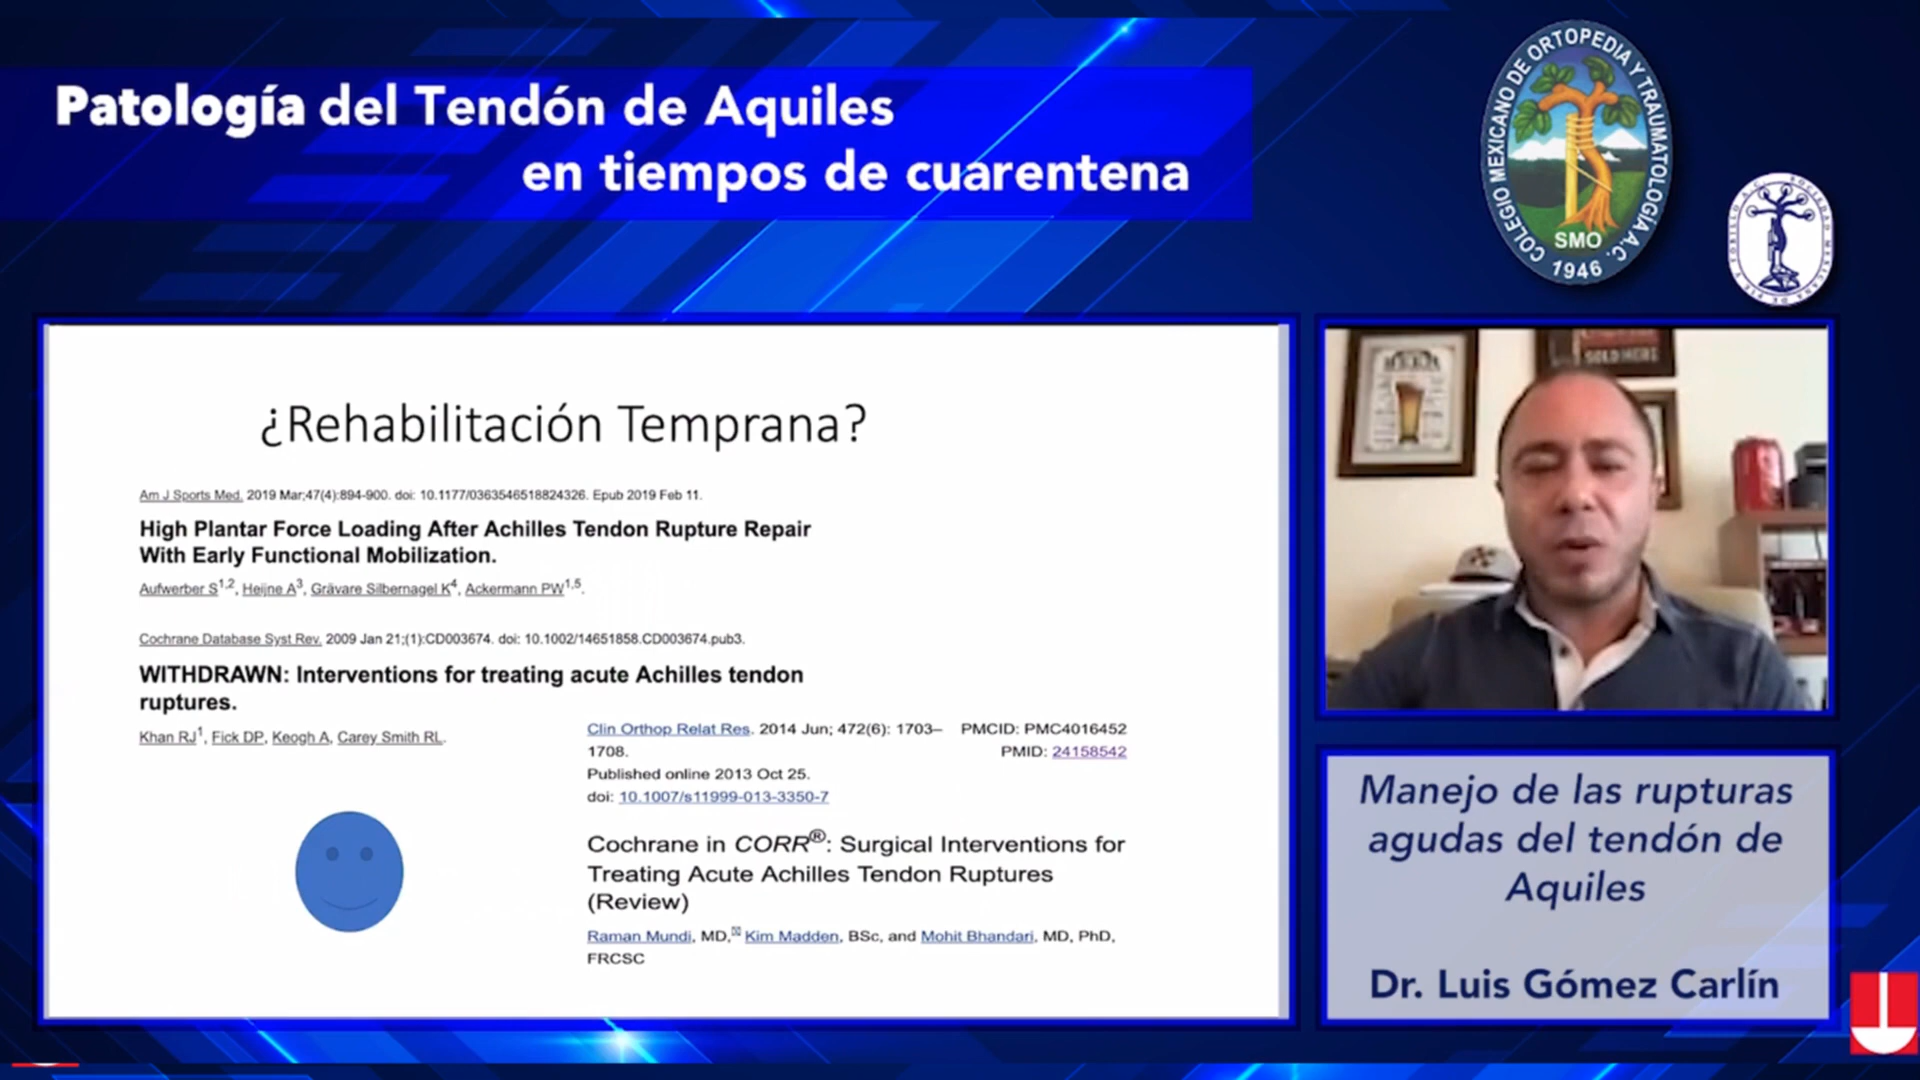 Patología del Tendón de Aquiles
en tiempos de cuarentena
COLEGIO MEXICANO DE ORTOPEDIA Y TRAUMATOLOGÍA A.C.
SMO
1946
¿Rehabilitación Temprana?
Am J Sports Med. 2019 Mar;47(4):894-900. doi: 10.1177/0363546518824326. Epub 2019 Feb 11.
High Plantar Force Loading After Achilles Tendon Rupture Repair
With Early Functional Mobilization.
Aufwerber S1,2, Heijne A3, Grävare Silbernagel K4, Ackermann PW1,5.
Cochrane Database Syst Rev. 2009 Jan 21;(1):CD003674. doi: 10.1002/14651858.CD003674.pub3.
WITHDRAWN: Interventions for treating acute Achilles tendon
ruptures.
Khan RJ1, Fick DP, Keogh A, Carey Smith RL.
Clin Orthop Relat Res. 2014 Jun; 472(6): 1703–
1708.
PMCID: PMC4016452
PMID: 24158542
Published online 2013 Oct 25.
doi: 10.1007/s11999-013-3350-7
Cochrane in CORR®: Surgical Interventions for
Treating Acute Achilles Tendon Ruptures
(Review)
Raman Mundi, MD, Kim Madden, BSc, and Mohit Bhandari, MD, PhD,
FRCSC
Manejo de las rupturas
agudas del tendón de
Aquiles
Dr. Luis Gómez Carlín